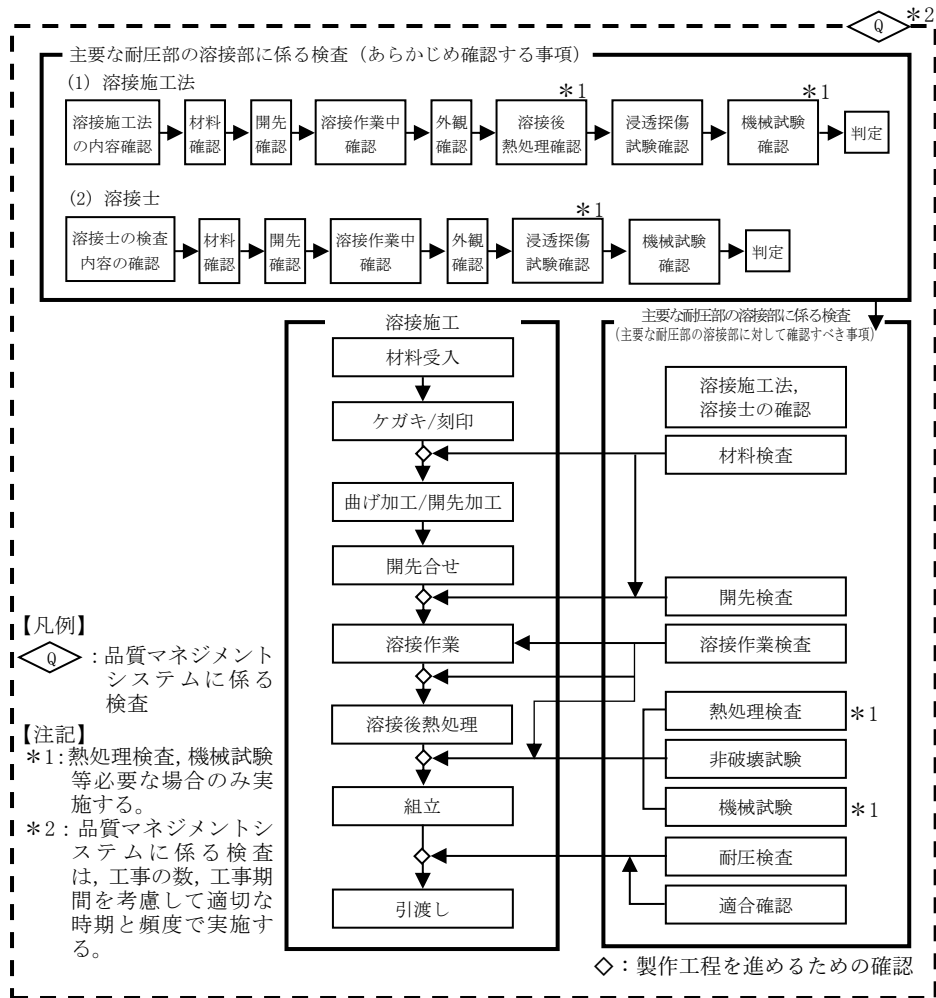 Q *2
主要な耐圧部の溶接部に係る検査(あらかじめ確認する事項)
(1) 溶接施工法
*1
*1
溶接施工法
の内容確認
材料
確認
開先
確認
溶接作業中
確認
外観
確認
溶接後
熱処理確認
浸透探傷
試験確認
機械試験
確認
判定
(2) 溶接士
*1
溶接士の検査
内容の確認
材料
確認
開先
確認
溶接作業中
確認
外観
確認
浸透探傷
試験確認
機械試験
確認
判定
溶接施工
材料受入
ケガキ/刻印
曲げ加工/開先加工
開先合せ
溶接作業
溶接後熱処理
組立
引渡し
主要な耐圧部の溶接部に係る検査
(主要な耐圧部の溶接部に対して確認すべき事項)
溶接施工法,
溶接士の確認
材料検査
開先検査
溶接作業検査
熱処理検査 *1
非破壊試験
機械試験 *1
耐圧検査
適合確認
◇:製作工程を進めるための確認
【凡例】
Q :品質マネジメント
システムに係る
検査
【注記】
*1:熱処理検査,機械試験
等必要な場合のみ実
施する。
*2:品質マネジメントシ
ステムに係る検査
は,工事の数,工事期
間を考慮して適切な
時期と頻度で実施す
る。